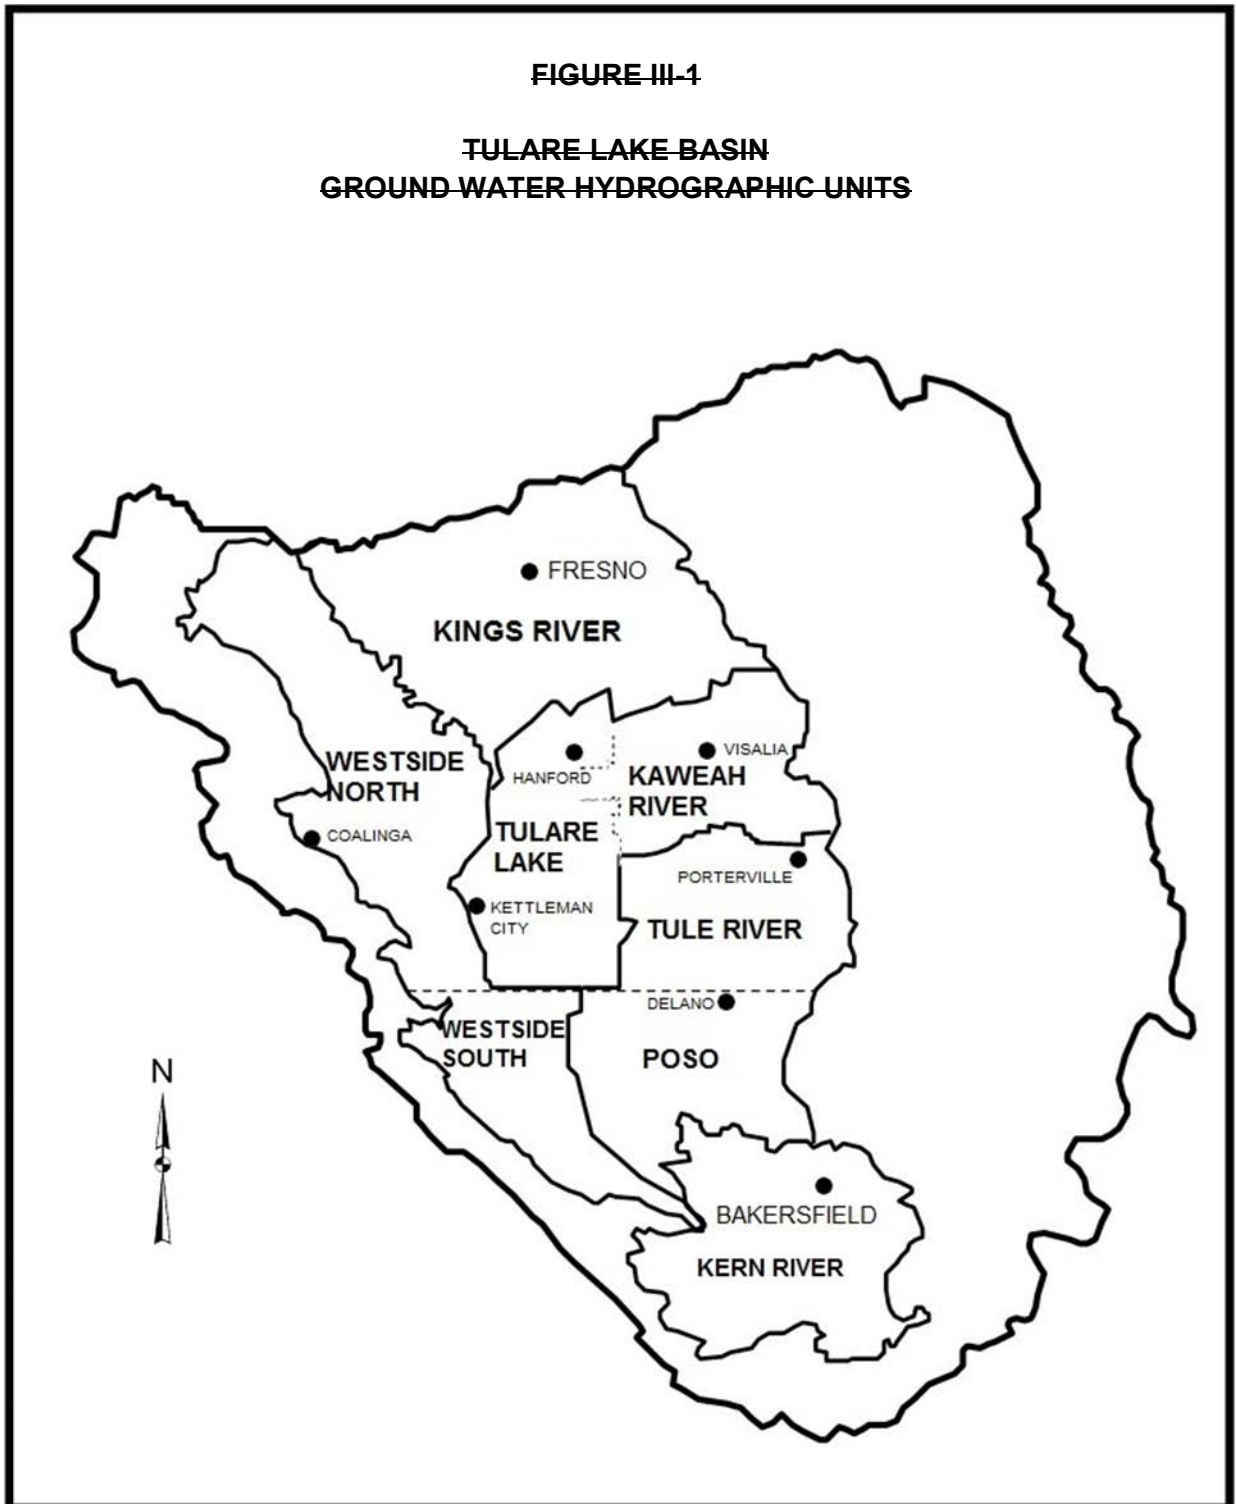 FIGURE III-1
TULARE LAKE BASIN
GROUND WATER HYDROGRAPHIC UNITS
FRESNO
KINGS RIVER
WESTSIDE
NORTH
HANFORD
VISALIA
KAWEAH
RIVER
COALINGA
TULARE
LAKE
PORTERVILLE
KETTLEMAN
CITY
TULE RIVER
DELANO
WESTSIDE
SOUTH
POSO
N
BAKERSFIELD
KERN RIVER